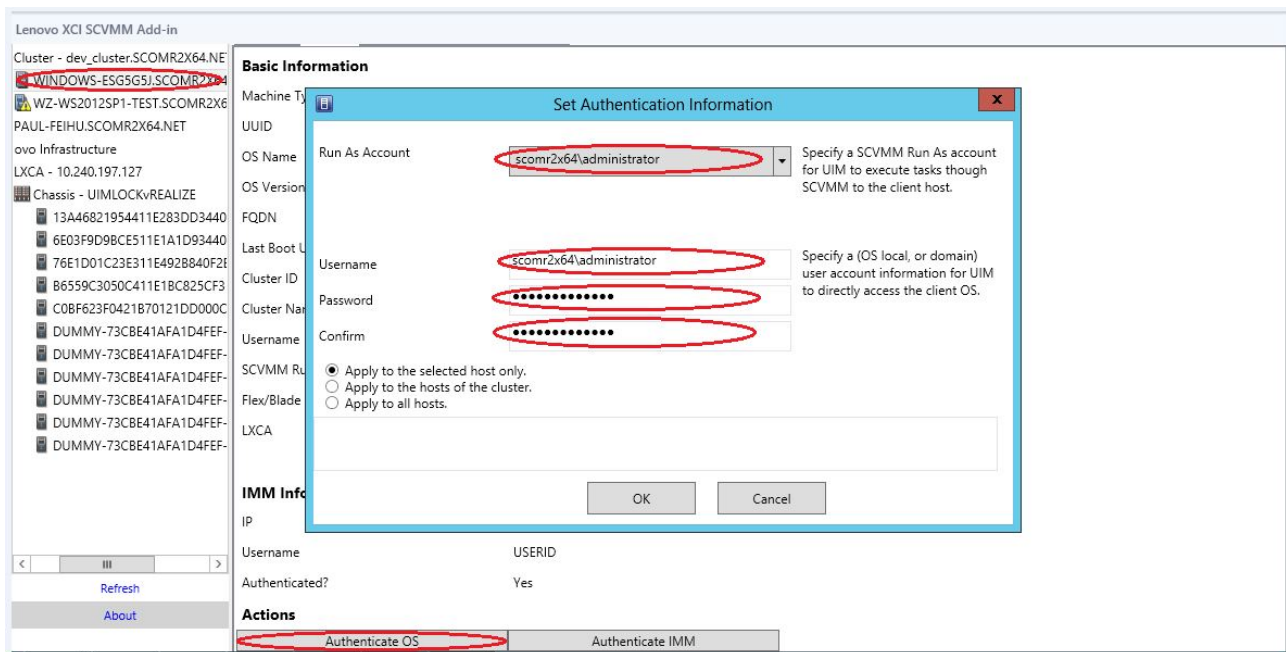 Lenovo XCI SCVMM Add-in
Cluster - dev_cluster.SCOMR2X64.NE
WINDOWS-ESG5G5J.SCOMR2X64
WZ-WS2012SP1-TEST.SCOMR2X6
PAUL-FEIHU.SCOMR2X64.NET
ovo Infrastructure
LXCA - 10.240.197.127
Chassis - UIMLOCKvREALIZE
13A46821954411E283DD3440
6E03F9D9BCE511E1A1D93440
76E1D01C23E311E492B840F2E
B6559C3050C411E1BC825CF3
C0BF623F0421B70121DD000C
DUMMY-73CBE41AFA1D4FEF-
DUMMY-73CBE41AFA1D4FEF-
DUMMY-73CBE41AFA1D4FEF-
DUMMY-73CBE41AFA1D4FEF-
DUMMY-73CBE41AFA1D4FEF-
DUMMY-73CBE41AFA1D4FEF-
Refresh
About
Basic Information
Machine Ty
UUID
OS Name
OS Version
FQDN
Last Boot U
Cluster ID
Cluster Nar
Username
SCVMM Ru
Flex/Blade
LXCA
IMM Info
IP
Username USERID
Authenticated? Yes
Actions
Authenticate OS Authenticate IMM
Set Authentication Information
x
Run As Account
scomr2x64\administrator
Specify a SCVMM Run As account
for UIM to execute tasks though
SCVMM to the client host.
Username
scomr2x64\administrator
Specify a (OS local, or domain)
user account information for UIM
to directly access the client OS.
Password
●●●●●●●●●●●●●
Confirm
●●●●●●●●●●●●●
Apply to the selected host only.
Apply to the hosts of the cluster.
Apply to all hosts.
OK Cancel